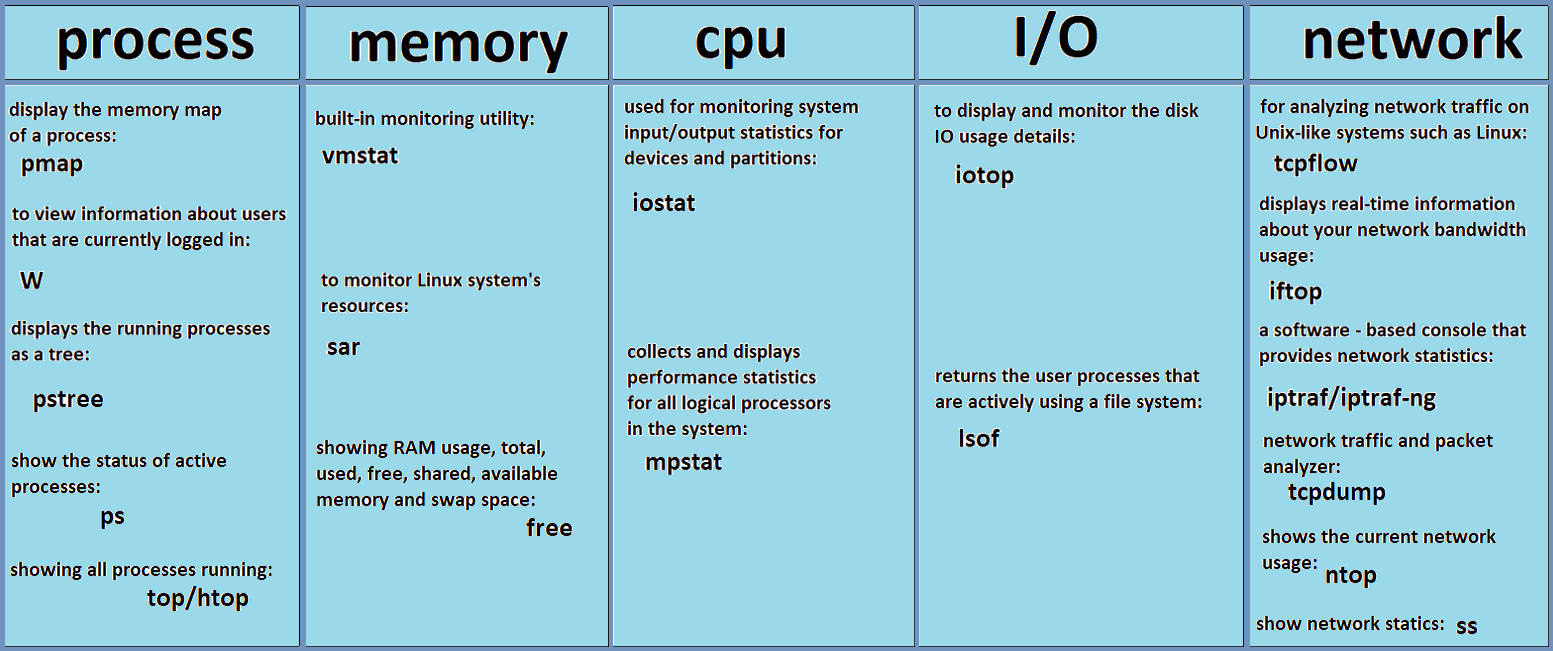 process
display the memory map
of a process:
pmap
to view information about users
that are currently logged in:
W
displays the running processes
as a tree:
pstree
show the status of active
processes:
ps
showing all processes running:
top/htop
memory
built-in monitoring utility:
vmstat
to monitor Linux system's
resources:
sar
showing RAM usage, total,
used, free, shared, available
memory and swap space:
free
cpu
used for monitoring system
input/output statistics for
devices and partitions:
iostat
collects and displays
performance statistics
for all logical processors
in the system:
mpstat
I/O
to display and monitor the disk
IO usage details:
iotop
returns the user processes that
are actively using a file system:
lsof
network
for analyzing network traffic on
Unix-like systems such as Linux:
tcpflow
displays real-time information
about your network bandwidth
usage:
iftop
a software - based console that
provides network statistics:
iptraf/iptraf-ng
network traffic and packet
analyzer:
tcpdump
shows the current network
usage: ntop
show network statics: ss